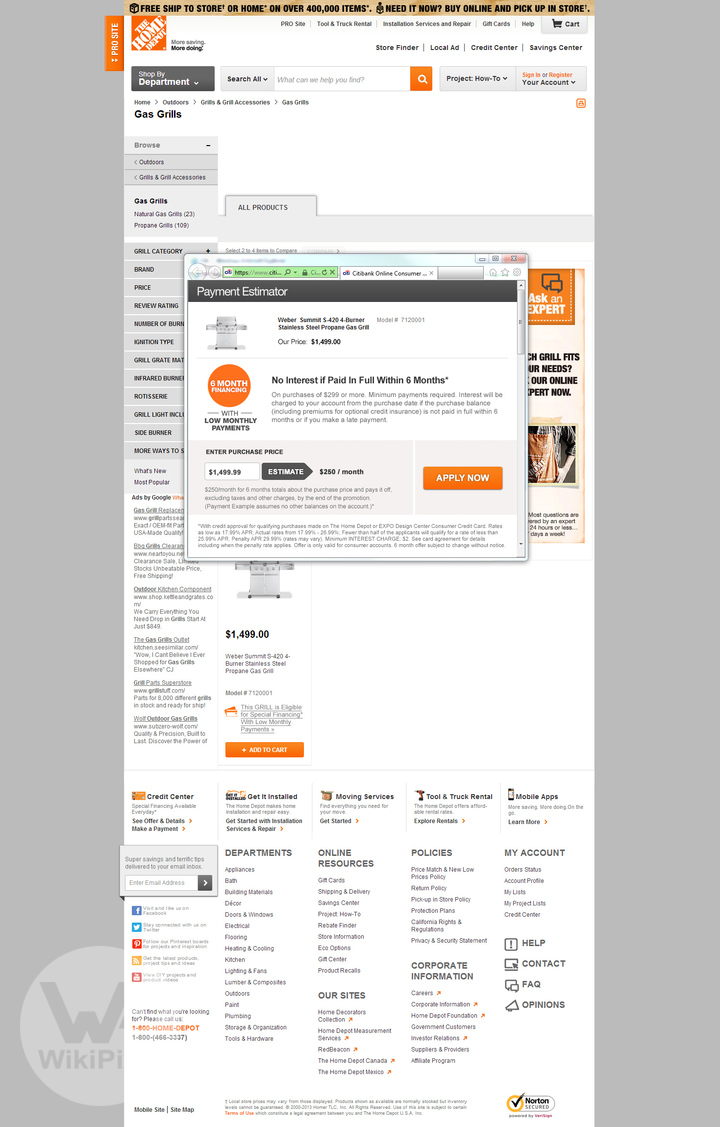 FREE SHIP TO STORE† OR HOME* ON OVER 400,000 ITEMS*.
NEED IT NOW? BUY ONLINE AND PICK UP IN STORE†.
PRO SITE
THE HOME DEPOT
More saving.
More doing.
PRO Site | Tool & Truck Rental | Installation Services and Repair | Gift Cards | Help
Cart
Store Finder | Local Ad | Credit Center | Savings Center
Shop By
Department
Search All
What can we help you find?
Project: How-To
Sign In or Register
Your Account
Home > Outdoors > Grills & Grill Accessories > Gas Grills
Gas Grills
Browse
< Outdoors
< Grills & Grill Accessories
Gas Grills
Natural Gas Grills (23)
Propane Grills (109)
ALL PRODUCTS
Select 2 to 4 items to Compare
GRILL CATEGORY
BRAND
PRICE
REVIEW RATING
NUMBER OF BURN
IGNITION TYPE
GRILL GRATE MAT
INFRARED BURNER
ROTISSERIE
GRILL LIGHT INCL
SIDE BURNER
MORE WAYS TO S
What's New
Most Popular
https://www.citi...
Citibank Online Consumer ...
Payment Estimator
Weber Summit S-420 4-Burner
Stainless Steel Propane Gas Grill
Model # 7120001
Our Price: $1,499.00
6 MONTH
FINANCING
WITH
LOW MONTHLY
PAYMENTS
No Interest if Paid In Full Within 6 Months*
On purchases of $299 or more. Minimum payments required. Interest will be
charged to your account from the purchase date if the purchase balance
(including premiums for optional credit insurance) is not paid in full within 6
months or if you make a late payment.
ENTER PURCHASE PRICE
$1,499.99
ESTIMATE
$250 / month
$250/month for 6 months totals about the purchase price and pays it off,
excluding taxes and other charges, by the end of the promotion.
(Payment Example assumes no other balances on the account.)*
APPLY NOW
*With credit approval for qualifying purchases made on The Home Depot or EXPO Design Center Consumer Credit Card. Rates
as low as 17.99% APR; Actual rates from 17.99% - 26.99%; Fewer than half of the applicants will qualify for a rate of less than
25.99% APR. Penalty APR 29.99% (rates may vary). Minimum INTEREST CHARGE: $2. See card agreement for details
including when the penalty rate applies. Offer is only valid for consumer accounts. 6 month offer subject to change without notice.
Ask an
EXPERT
CH GRILL FITS
UR NEEDS?
OUR ONLINE
PERT NOW.
Most questions are
ered by an expert
24 hours or less...
days a week!
Ads by Google
Gas Grill Replacem
www.grillpartssear
Exact / OEM-fit Part
USA-Made Quality!
Bbq Grills Clearanc
www.neartoyou.net
Clearance Sale, Limited
Stocks Unbeatable Price,
Free Shipping!
Outdoor Kitchen Component
www.shop.kettleandgrates.co
m/
We Carry Everything You
Need Drop in Grills Start At
Just $849.
The Gas Grills Outlet
kitchen.seesimilar.com/
"Wow, I Cant Believe I Ever
Shopped for Gas Grills
Elsewhere" CJ
Grill Parts Superstore
www.grillstuff.com/
Parts for 8,000 different grills
in stock and ready for ship!
Wolf Outdoor Gas Grills
www.subzero-wolf.com/
Quality & Precision, Built to
Last. Discover the Power of
$1,499.00
Weber Summit S-420 4-
Burner Stainless Steel
Propane Gas Grill
Model # 7120001
This GRILL is Eligible
for Special Financing*
With Low Monthly
Payments »
+ ADD TO CART
Credit Center
Special Financing Available
Everyday*
See Offer & Details >
Make a Payment >
Get It Installed
The Home Depot makes home
installation and repair easy.
Get Started with Installation
Services & Repair >
Moving Services
Find everything you need for
your move
Get Started >
Tool & Truck Rental
The Home Depot offers afford-
able rental rates.
Explore Rentals >
Mobile Apps
More saving. More doing.On the
go.
Learn More >
Super savings and terrific tips
delivered to your email inbox.
Enter Email Address
Visit and like us on
Facebook
Stay connected with us on
Twitter
Follow our Pinterest boards
for projects and inspiration
Get the latest products,
project tips and ideas
View DIY projects and
product videos
Can't find what you're looking
for? Please call us:
1-800-HOME-DEPOT
1-800-(466-3337)
DEPARTMENTS
Appliances
Bath
Building Materials
Décor
Doors & Windows
Electrical
Flooring
Heating & Cooling
Kitchen
Lighting & Fans
Lumber & Composites
Outdoors
Paint
Plumbing
Storage & Organization
Tools & Hardware
ONLINE
RESOURCES
Gift Cards
Shipping & Delivery
Savings Center
Project: How-To
Rebate Finder
Store Information
Eco Options
Gift Center
Product Recalls
OUR SITES
Home Decorators
Collection
Home Depot Measurement
Services
RedBeacon
The Home Depot Canada
The Home Depot México
POLICIES
Price Match & New Low
Prices Policy
Return Policy
Pick-up in Store Policy
Protection Plans
California Rights &
Regulations
Privacy & Security Statement
CORPORATE
INFORMATION
Careers
Corporate Information
Home Depot Foundation
Government Customers
Investor Relations
Suppliers & Providers
Affiliate Program
MY ACCOUNT
Orders Status
Account Profile
My Lists
My Project Lists
Credit Center
HELP
CONTACT
FAQ
OPINIONS
WikiPi
Mobile Site | Site Map
† Local store prices may vary from those displayed. Products shown as available are normally stocked but inventory
levels cannot be guaranteed. © 2000-2013 Homer TLC, Inc. All Rights Reserved. Use of this site is subject to certain
Terms of Use which constitute a legal agreement between you and The Home Depot U.S.A., Inc.
Norton
SECURED
powered by VeriSign